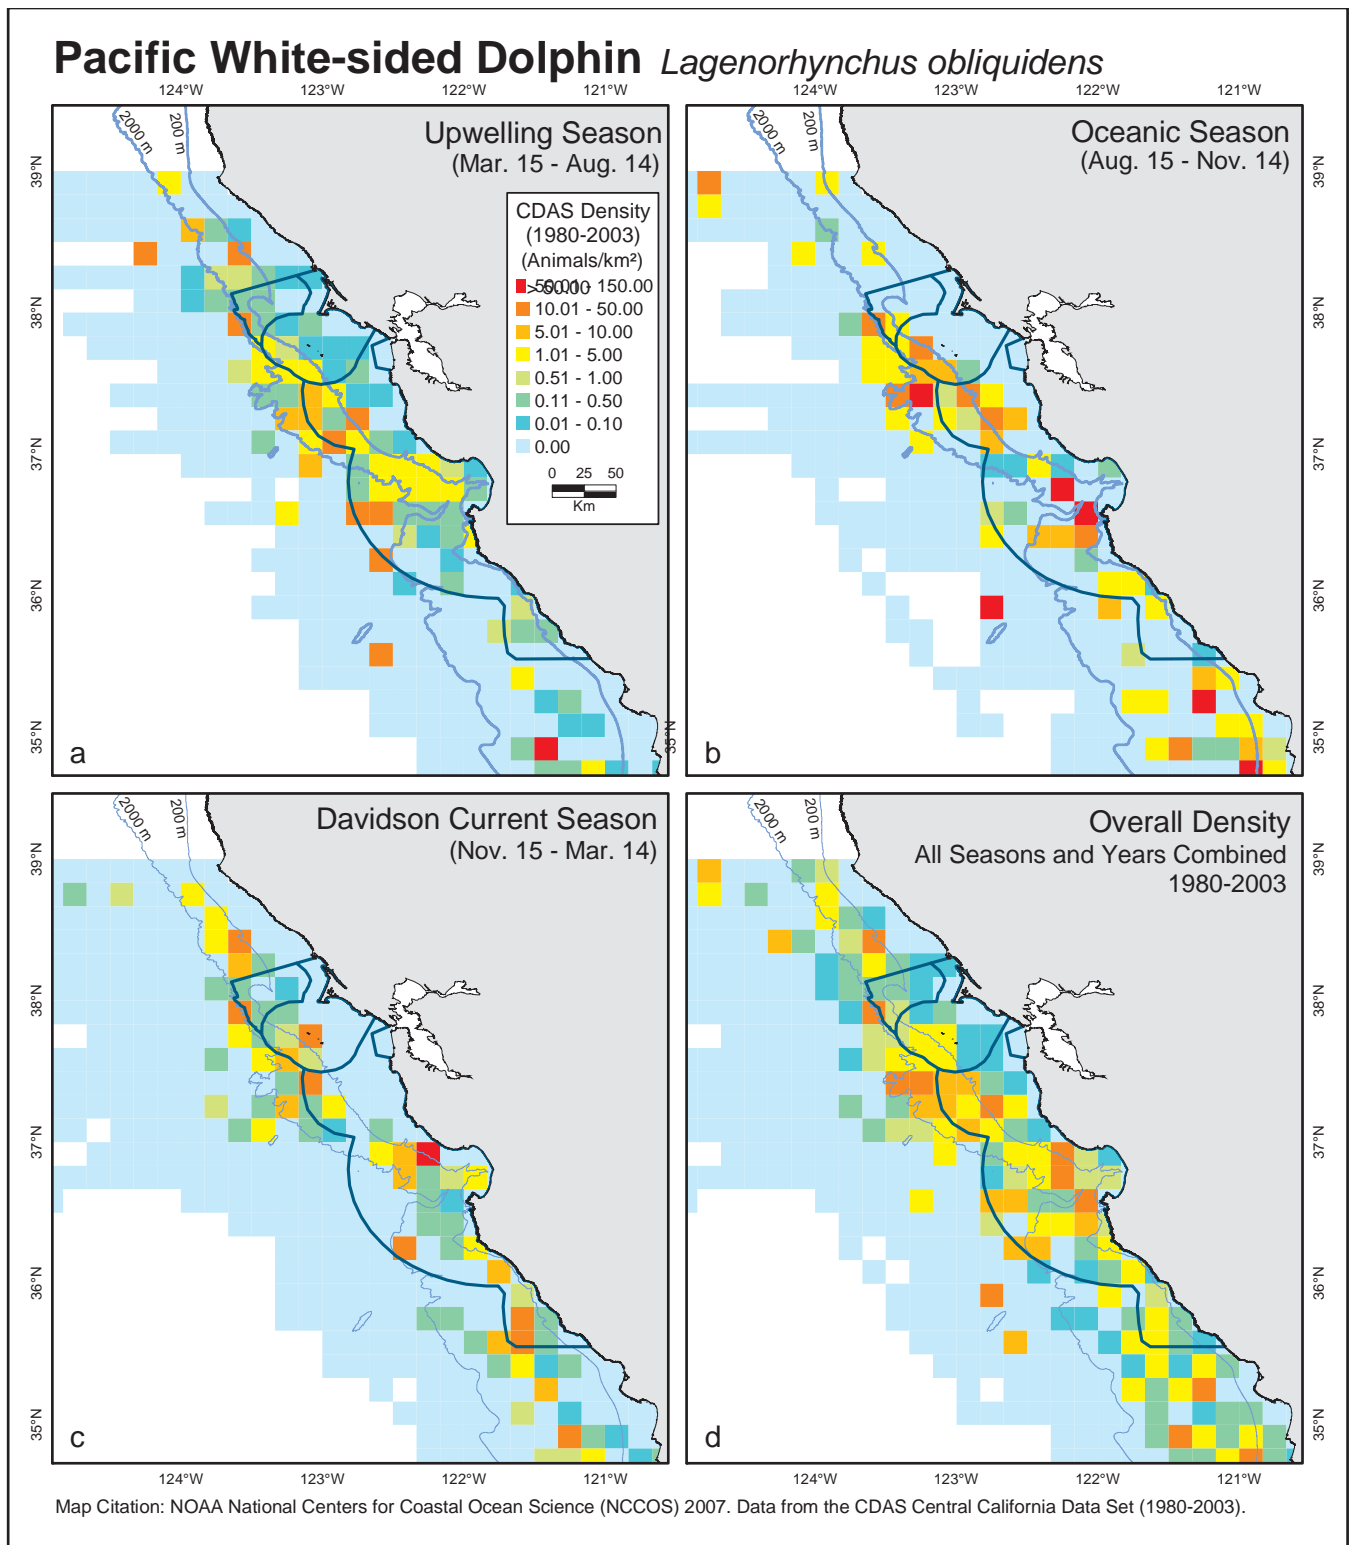 Pacific White-sided Dolphin Lagenorhynchus obliquidens
124°W 123°W 122°W 121°W 124°W 123°W 122°W 121°W
2000 m 200 m
Upwelling Season
(Mar. 15 - Aug. 14)
CDAS Density
(1980-2003)
(Animals/km²)
50.01 - 150.00
10.01 - 50.00
5.01 - 10.00
1.01 - 5.00
0.51 - 1.00
0.11 - 0.50
0.01 - 0.10
0.00
0 25 50
Km
39°N
38°N
37°N
36°N
35°N
a
2000 m 200 m
Oceanic Season
(Aug. 15 - Nov. 14)
39°N
38°N
37°N
36°N
35°N
35°N
b
2000 m 200 m
Davidson Current Season
(Nov. 15 - Mar. 14)
39°N
38°N
37°N
36°N
35°N
c
2000 m 200 m
Overall Density
All Seasons and Years Combined
1980-2003
39°N
38°N
37°N
36°N
35°N
d
124°W 123°W 122°W 121°W 124°W 123°W 122°W 121°W
Map Citation: NOAA National Centers for Coastal Ocean Science (NCCOS) 2007. Data from the CDAS Central California Data Set (1980-2003).